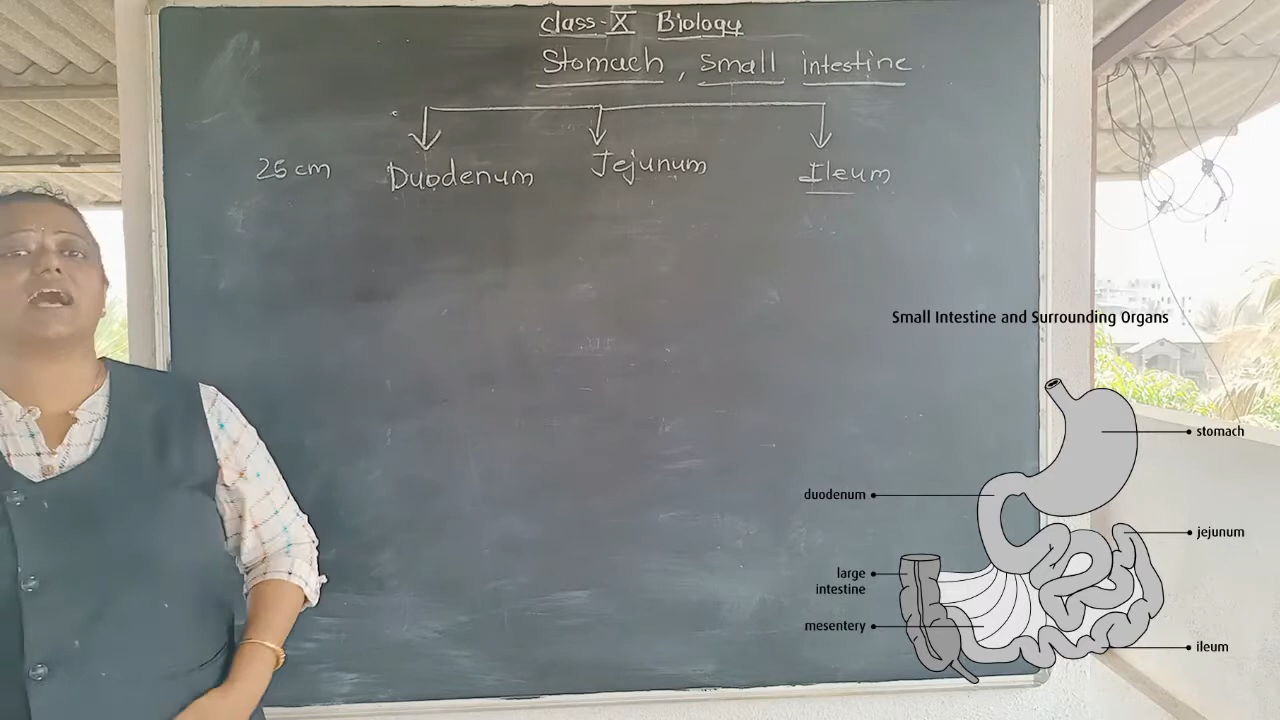 class-X Biology
Stomach, small intestine
25 cm Duodenum Jejunum Ileum
Small Intestine and Surrounding Organs
stomach
duodenum
jejunum
large
intestine
mesentery
ileum